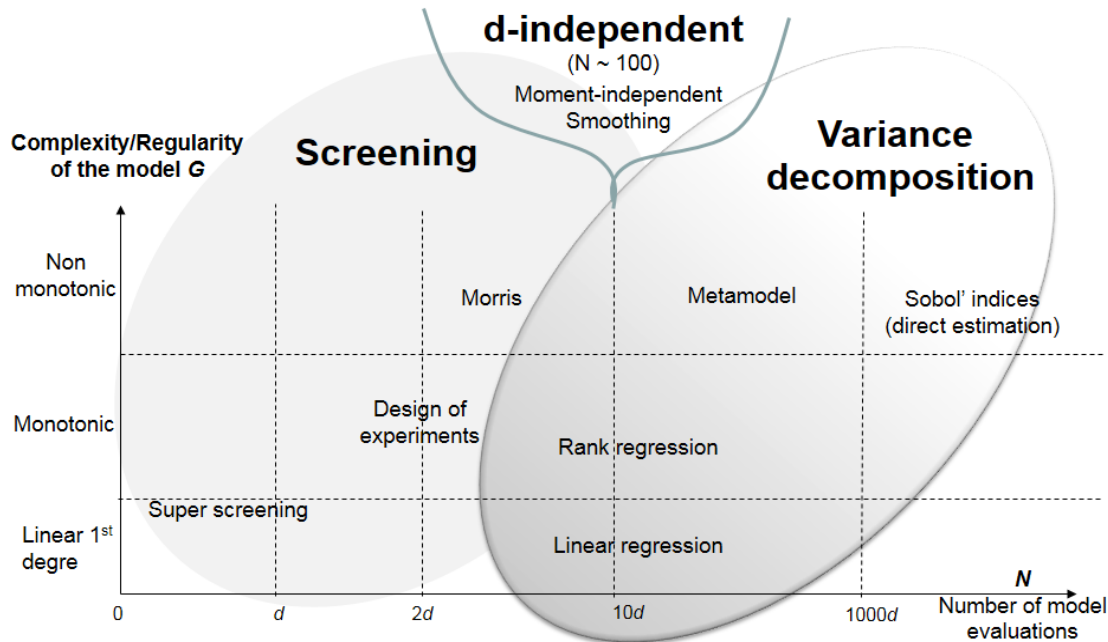 d-independent
(N ~ 100)
Moment-independent
Smoothing
Complexity/Regularity
of the model G
Screening
Variance
decomposition
Non
monotonic
Morris
Metamodel
Sobol' indices
(direct estimation)
Monotonic
Design of
experiments
Rank regression
Super screening
Linear 1st
degre
Linear regression
N
0
d
2d
10d
1000d
Number of model
evaluations